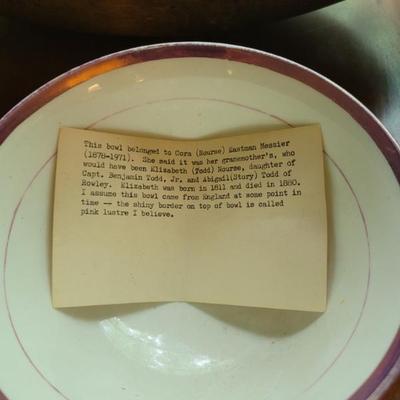 This bowl belonged to Cora (Nourse) Eastman Messier
(1878-1971). She said it was her grandmother's, who
would have been Elizabeth (Todd) Nourse, daughter of
Capt. Benjamin Todd, Jr. and Abigail(Story) Todd of
Rowley. Elizabeth was born in 1811 and died in 1880.
I assume this bowl came from England at some point in
time -- the shiny border on top of bowl is called
pink lustre I believe.